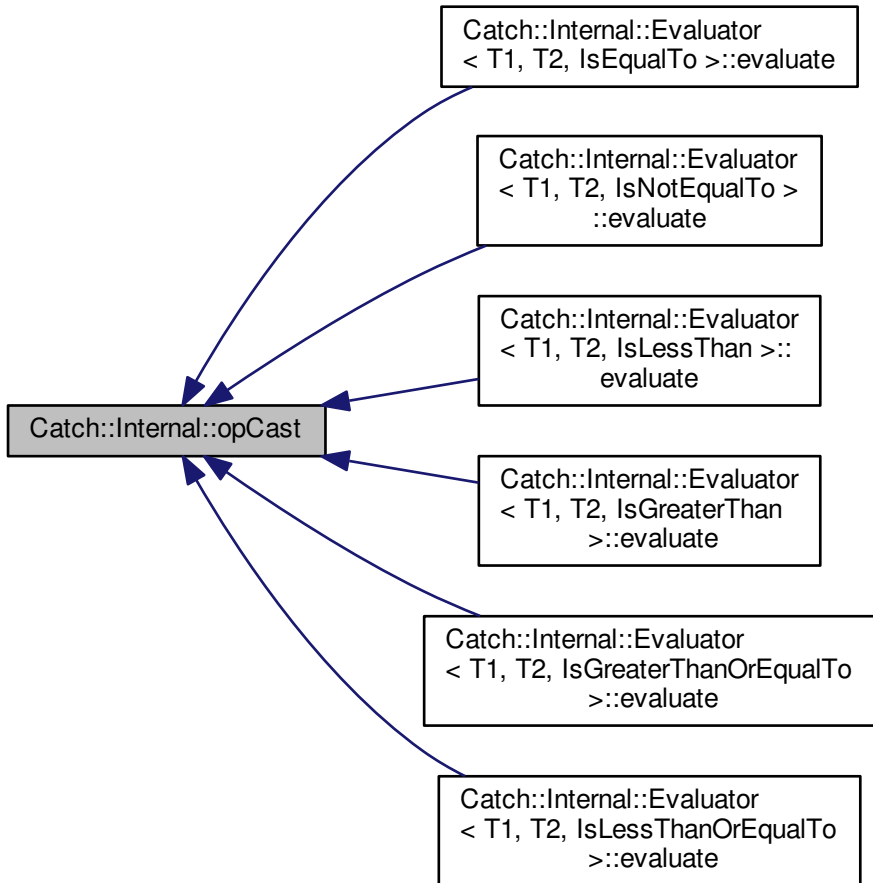 Catch::Internal::Evaluator
< T1, T2, IsEqualTo >::evaluate
Catch::Internal::Evaluator
< T1, T2, IsNotEqualTo >
::evaluate
Catch::Internal::Evaluator
< T1, T2, IsLessThan >::
evaluate
Catch::Internal::opCast
Catch::Internal::Evaluator
< T1, T2, IsGreaterThan
>::evaluate
Catch::Internal::Evaluator
< T1, T2, IsGreaterThanOrEqualTo
>::evaluate
Catch::Internal::Evaluator
< T1, T2, IsLessThanOrEqualTo
>::evaluate